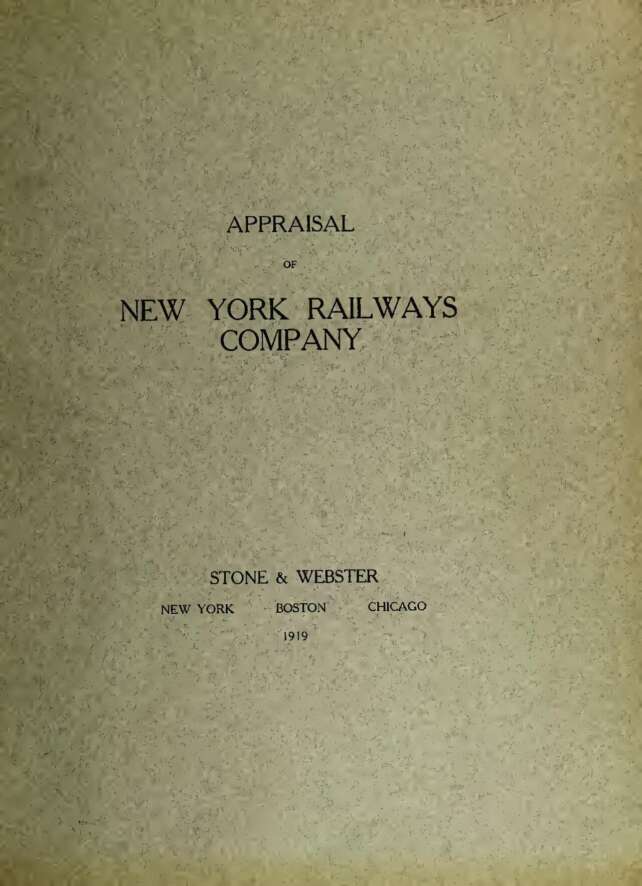 APPRAISAL
OF
NEW YORK RAILWAYS
COMPANY
STONE & WEBSTER
NEW YORK BOSTON CHICAGO
1919